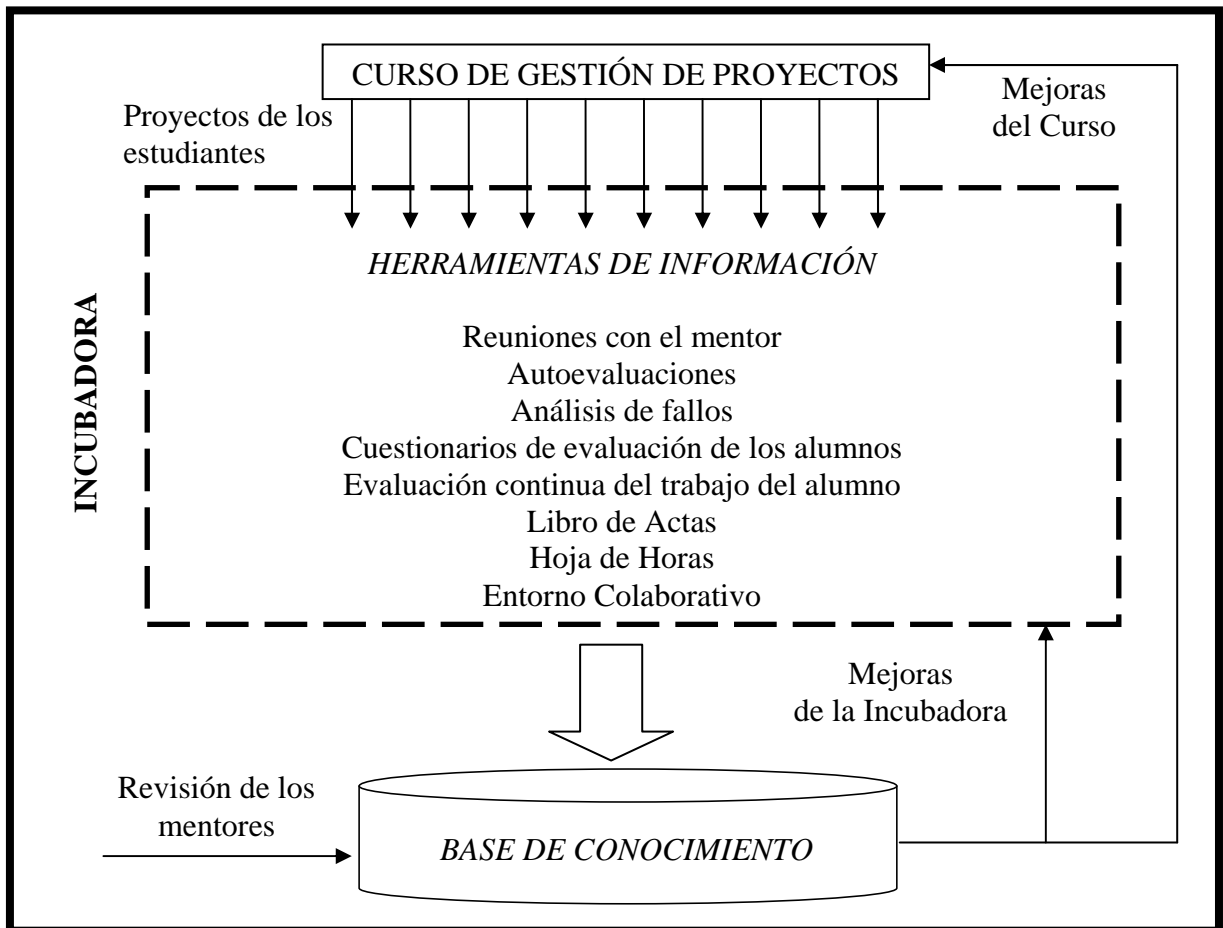 CURSO DE GESTIÓN DE PROYECTOS
Mejoras
del Curso
Proyectos de los
estudiantes
HERRAMIENTAS DE INFORMACIÓN
INCUBADORA
Reuniones con el mentor
Autoevaluaciones
Análisis de fallos
Cuestionarios de evaluación de los alumnos
Evaluación continua del trabajo del alumno
Libro de Actas
Hoja de Horas
Entorno Colaborativo
Mejoras
de la Incubadora
Revisión de los
mentores
BASE DE CONOCIMIENTO